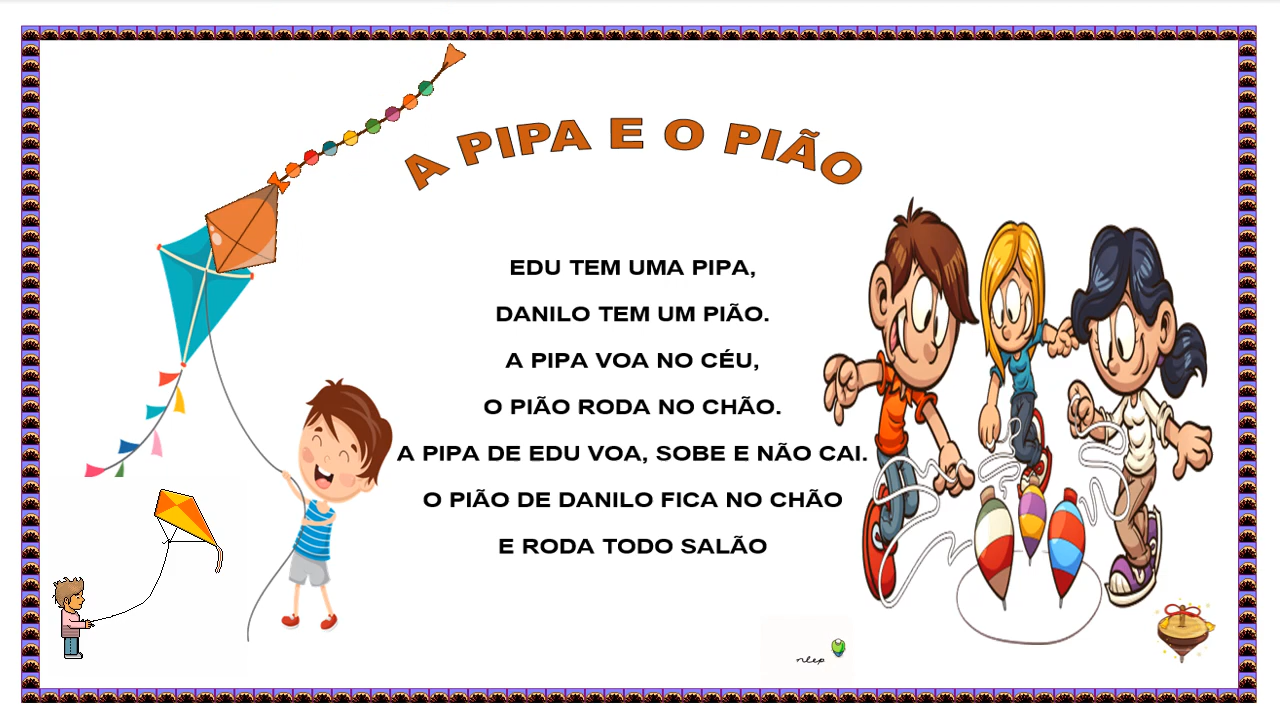 A PIPA E O PIÃO
EDU TEM UMA PIPA,
DANILO TEM UM PIÃO.
A PIPA VOA NO CÉU,
O PIÃO RODA NO CHÃO.
A PIPA DE EDU VOA, SOBE E NÃO CAI.
O PIÃO DE DANILO FICA NO CHÃO
E RODA TODO SALÃO